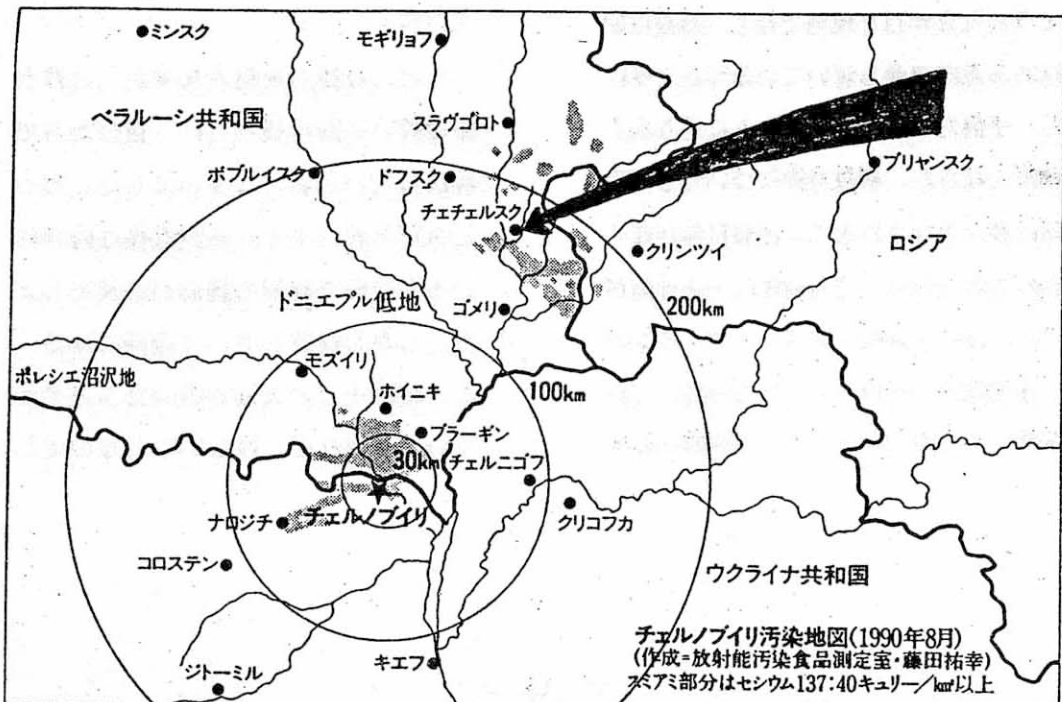 ミンスク
モギリョフ
ベラルーシ共和国
スラヴゴロト
ボブルイスク
ドフスク
ブリヤンスク
チェチェルスク
クリンツイ
ロシア
ドニエプル低地
ゴメリ
200km
モズイリ
ポレシエ沼沢地
ホイニキ
100km
ブラーギン
30km
チェルニゴフ
ナロジチ
チェルノブイリ
クリコフカ
コロステン
ウクライナ共和国
チェルノブイリ汚染地図(1990年8月)
(作成=放射能汚染食品測定室・藤田祐幸)
キエフ
ジトーミル
スミアミ部分はセシウム137:40キュリー/km²以上